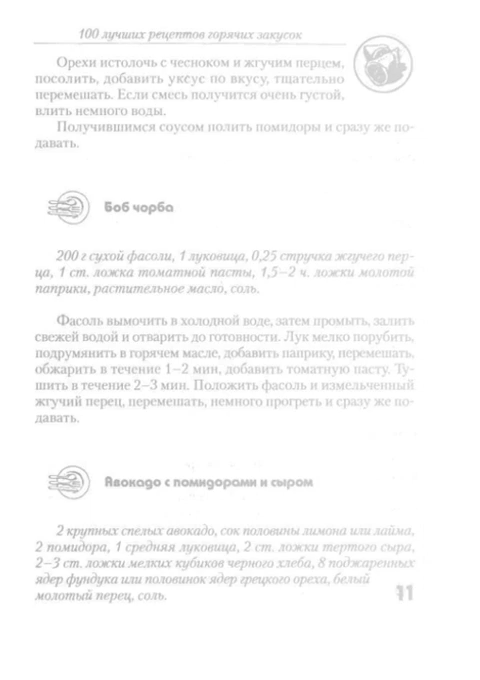 100 лучших рецептов горячих закусок
Орехи истолочь с чесноком и жгучим перцем,
посолить, добавить уксус по вкусу, тщательно
перемешать. Если смесь получится очень густой,
влить немного воды.
Получившимся соусом полить помидоры и сразу же по-
давать.
Боб чорба
200 г сухой фасоли, 1 луковица, 0,25 стручка жгучего пер-
ца, 1 ст. ложка томатной пасты, 1,5–2 ч. ложки молотой
паприки, растительное масло, соль.
Фасоль вымочить в холодной воде, затем промыть, залить
свежей водой и отварить до готовности. Лук мелко порубить,
подрумянить в горячем масле, добавить паприку, перемешать,
обжарить в течение 1–2 мин, добавить томатную пасту. Ту-
шить в течение 2–3 мин. Положить фасоль и измельченный
жгучий перец, перемешать, немного прогреть и сразу же по-
давать.
Авокадо с помидорами и сыром
2 крупных спелых авокадо, сок половины лимона или лайма,
2 помидора, 1 средняя луковица, 2 ст. ложки тертого сыра,
2–3 ст. ложки мелких кубиков черного хлеба, 8 поджаренных
ядер фундука или половинок ядер грецкого ореха, белый
молотый перец, соль.
11